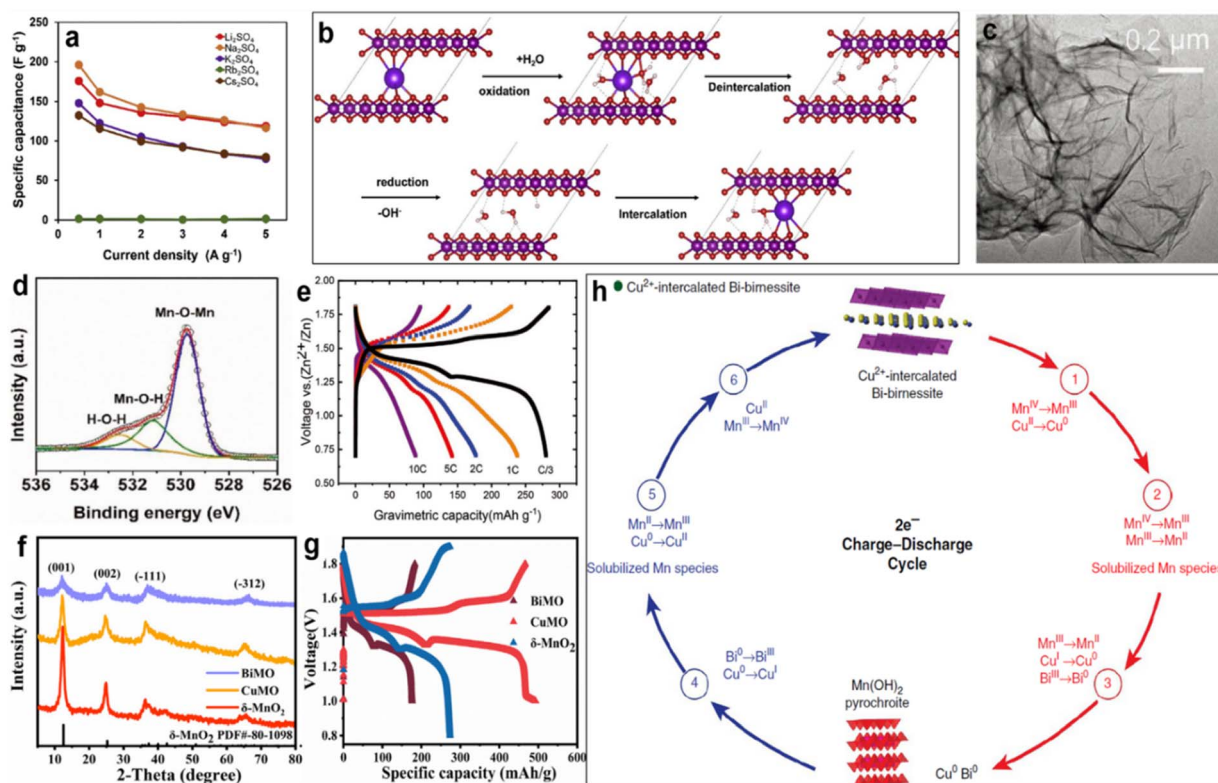 a
Li₂SO₄
Na₂SO₄
K₂SO₄
Rb₂SO₄
Cs₂SO₄
Specific capacitance (F g⁻¹)
250
200
150
100
50
0
0 1 2 3 4 5
Current density (A g⁻¹)
b
+H₂O
oxidation
Deintercalation
reduction
-OH⁻
Intercalation
c
0.2 μm
d
Mn-O-Mn
Mn-O-H
H-O-H
Intensity (a.u.)
536 534 532 530 528 526
Binding energy (eV)
e
Voltage vs.(Zn²⁺/Zn)
2.00
1.75
1.50
1.25
1.00
0.75
0.50
10C 5C 2C 1C C/3
0 50 100 150 200 250 300
Gravimetric capacity(mAh g⁻¹)
f
(001) (002) (-111) (-312)
Intensity (a.u.)
BiMO
CuMO
δ-MnO₂
δ-MnO₂ PDF#-80-1098
10 20 30 40 50 60 70 80
2-Theta (degree)
g
Voltage(V)
2.0
1.8
1.6
1.4
1.2
1.0
0.8
BiMO
CuMO
δ-MnO₂
0 100 200 300 400 500 600
Specific capacity (mAh/g)
h
Cu²⁺-intercalated Bi-birnessite
Cu²⁺-intercalated
Bi-birnessite
1
Mnᴵⱽ→Mnᴵᴵᴵ
Cuᴵᴵ→Cu⁰
2
Mnᴵⱽ→Mnᴵᴵᴵ
Mnᴵᴵᴵ→Mnᴵᴵ
Solubilized Mn species
3
Mnᴵᴵᴵ→Mnᴵᴵ
Cuᴵ→Cu⁰
Biᴵᴵᴵ→Bi⁰
Mn(OH)₂
pyrochroite
Cu⁰ Bi⁰
4
Bi⁰→Biᴵᴵᴵ
Cu⁰→Cuᴵ
5
Mnᴵᴵ→Mnᴵᴵᴵ
Cu⁰→Cuᴵᴵ
Solubilized Mn species
6
Cuᴵᴵ
Mnᴵᴵᴵ→Mnᴵⱽ
2e⁻
Charge–Discharge
Cycle